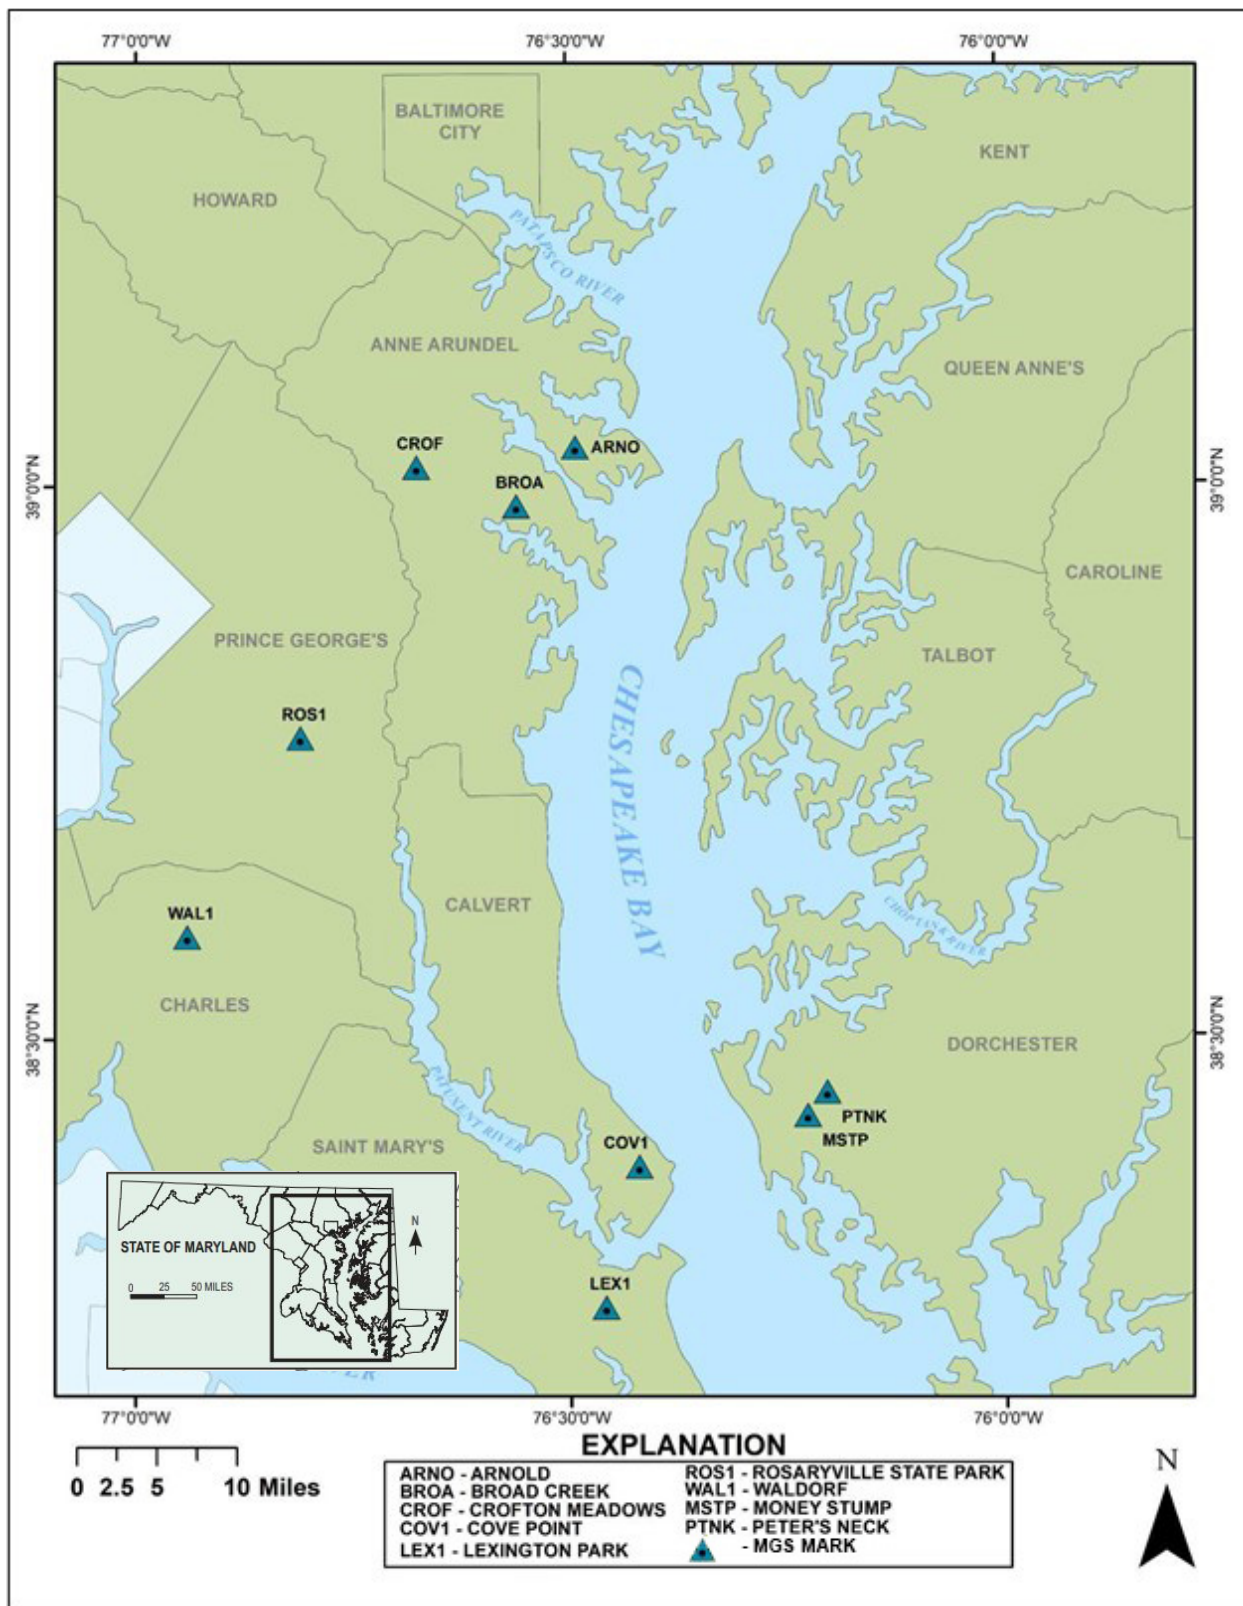 77°0'0"W
76°30'0"W
76°0'0"W
BALTIMORE
CITY
KENT
HOWARD
PATAPSCO RIVER
ANNE ARUNDEL
QUEEN ANNE'S
CROF
ARNO
BROA
39°0'0"N
39°0'0"N
CAROLINE
PRINCE GEORGE'S
TALBOT
CHESAPEAKE BAY
ROS1
CALVERT
WAL1
CHOPTANK RIVER
CHARLES
38°30'0"N
38°30'0"N
DORCHESTER
PATUXENT RIVER
PTNK
MSTP
SAINT MARY'S
COV1
N
STATE OF MARYLAND
0 25 50 MILES
LEX1
77°0'0"W
76°30'0"W
76°0'0"W
EXPLANATION
0 2.5 5 10 Miles
ARNO - ARNOLD
BROA - BROAD CREEK
CROF - CROFTON MEADOWS
COV1 - COVE POINT
LEX1 - LEXINGTON PARK
ROS1 - ROSARYVILLE STATE PARK
WAL1 - WALDORF
MSTP - MONEY STUMP
PTNK - PETER'S NECK
- MGS MARK
N